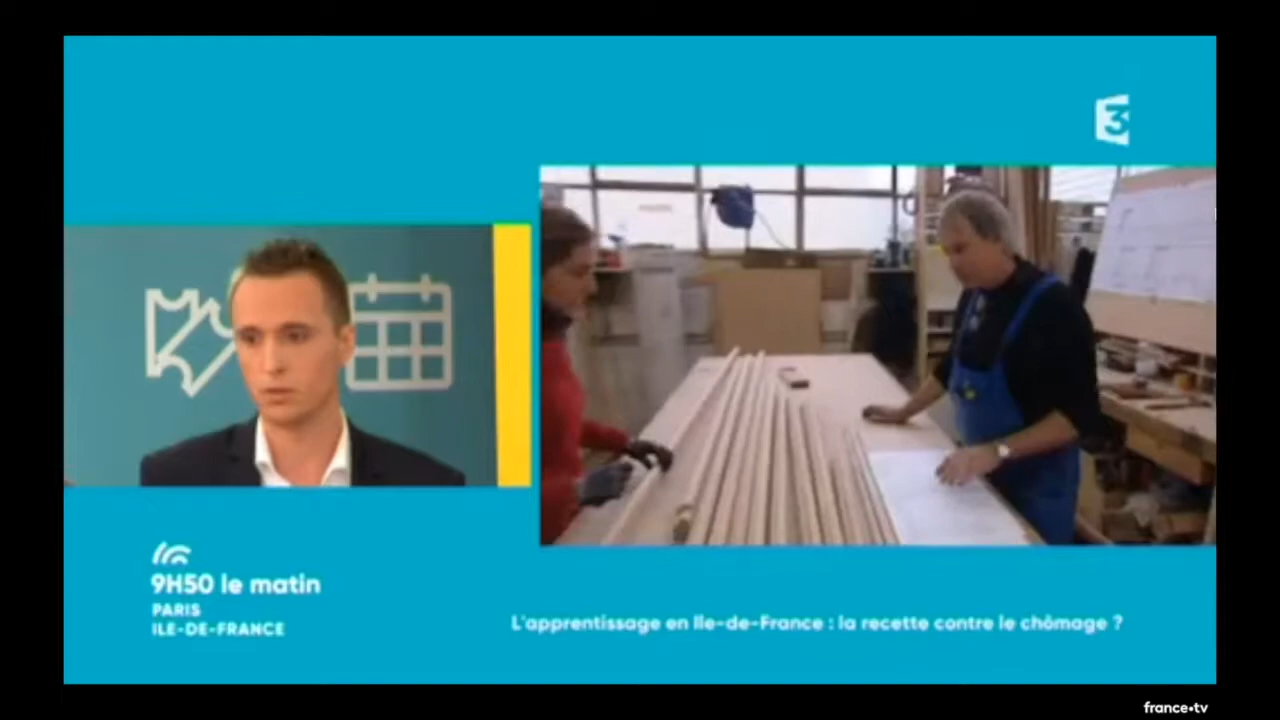 3
9H50 le matin
PARIS
ILE-DE-FRANCE
L'apprentissage en Ile-de-France : la recette contre le chômage ?
france•tv